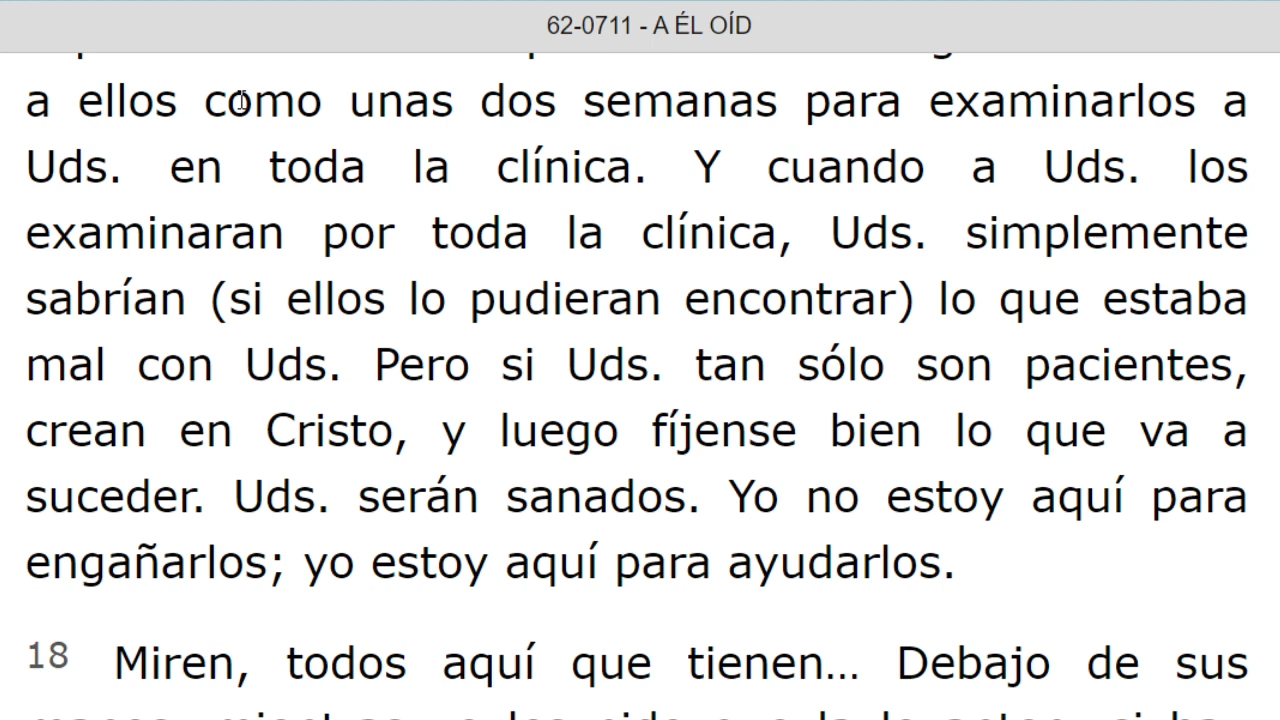 62-0711 - A ÉL OÍD
a ellos como unas dos semanas para examinarlos a
Uds. en toda la clínica. Y cuando a Uds. los
examinaran por toda la clínica, Uds. simplemente
sabrían (si ellos lo pudieran encontrar) lo que estaba
mal con Uds. Pero si Uds. tan sólo son pacientes,
crean en Cristo, y luego fíjense bien lo que va a
suceder. Uds. serán sanados. Yo no estoy aquí para
engañarlos; yo estoy aquí para ayudarlos.
18 Miren, todos aquí que tienen... Debajo de sus